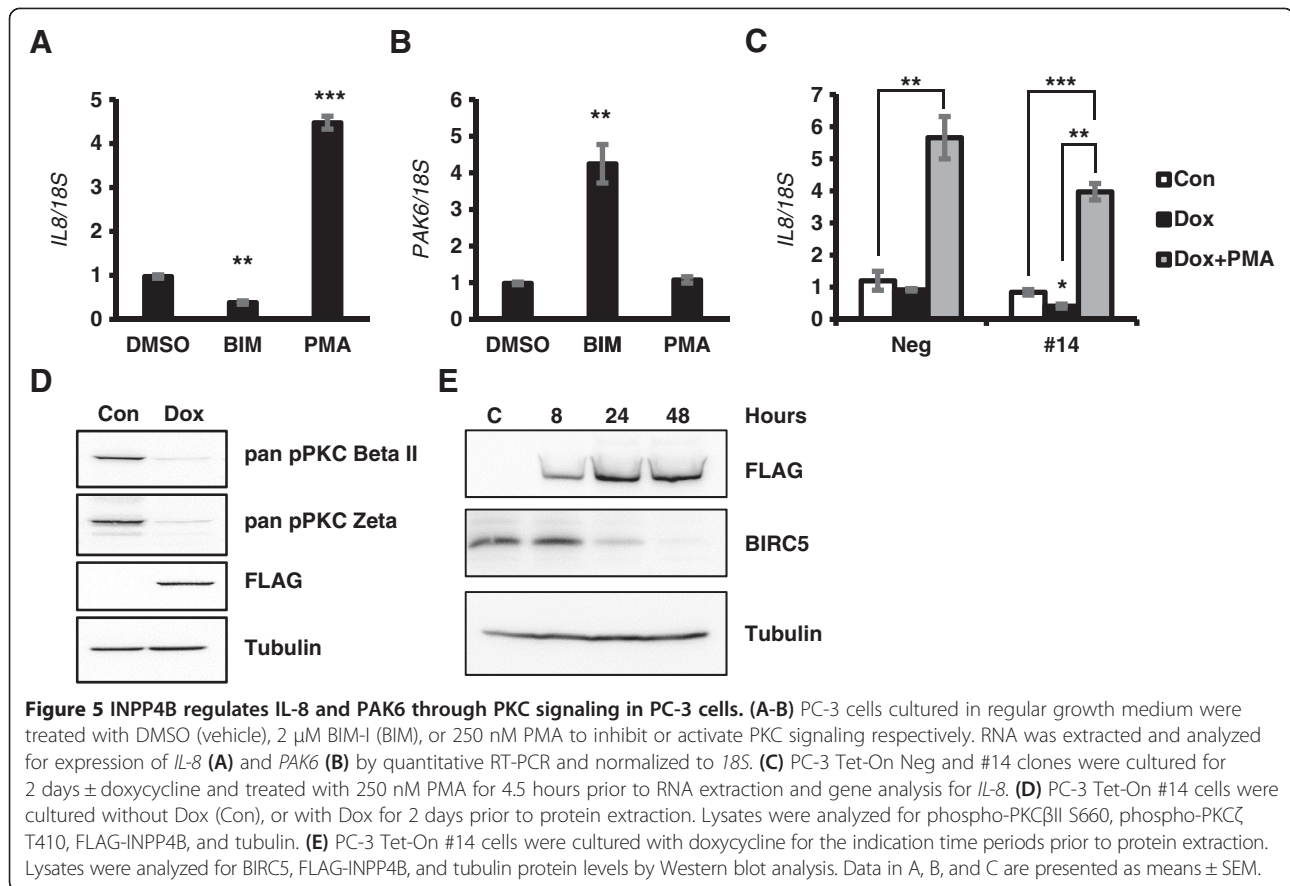 A
IL8/18S
5
4
3
2
1
0
**
***
DMSO BIM PMA
B
PAK6/18S
6
5
4
3
2
1
0
**
DMSO BIM PMA
C
IL8/18S
7
6
5
4
3
2
1
0
**
***
**
*
Neg #14
Con
Dox
Dox+PMA
D
Con Dox
pan pPKC Beta II
pan pPKC Zeta
FLAG
Tubulin
E
C 8 24 48 Hours
FLAG
BIRC5
Tubulin
Figure 5 INPP4B regulates IL-8 and PAK6 through PKC signaling in PC-3 cells. (A-B) PC-3 cells cultured in regular growth medium were
treated with DMSO (vehicle), 2 μM BIM-I (BIM), or 250 nM PMA to inhibit or activate PKC signaling respectively. RNA was extracted and analyzed
for expression of IL-8 (A) and PAK6 (B) by quantitative RT-PCR and normalized to 18S. (C) PC-3 Tet-On Neg and #14 clones were cultured for
2 days ± doxycycline and treated with 250 nM PMA for 4.5 hours prior to RNA extraction and gene analysis for IL-8. (D) PC-3 Tet-On #14 cells were
cultured without Dox (Con), or with Dox for 2 days prior to protein extraction. Lysates were analyzed for phospho-PKCβII S660, phospho-PKCζ
T410, FLAG-INPP4B, and tubulin. (E) PC-3 Tet-On #14 cells were cultured with doxycycline for the indication time periods prior to protein extraction.
Lysates were analyzed for BIRC5, FLAG-INPP4B, and tubulin protein levels by Western blot analysis. Data in A, B, and C are presented as means ± SEM.